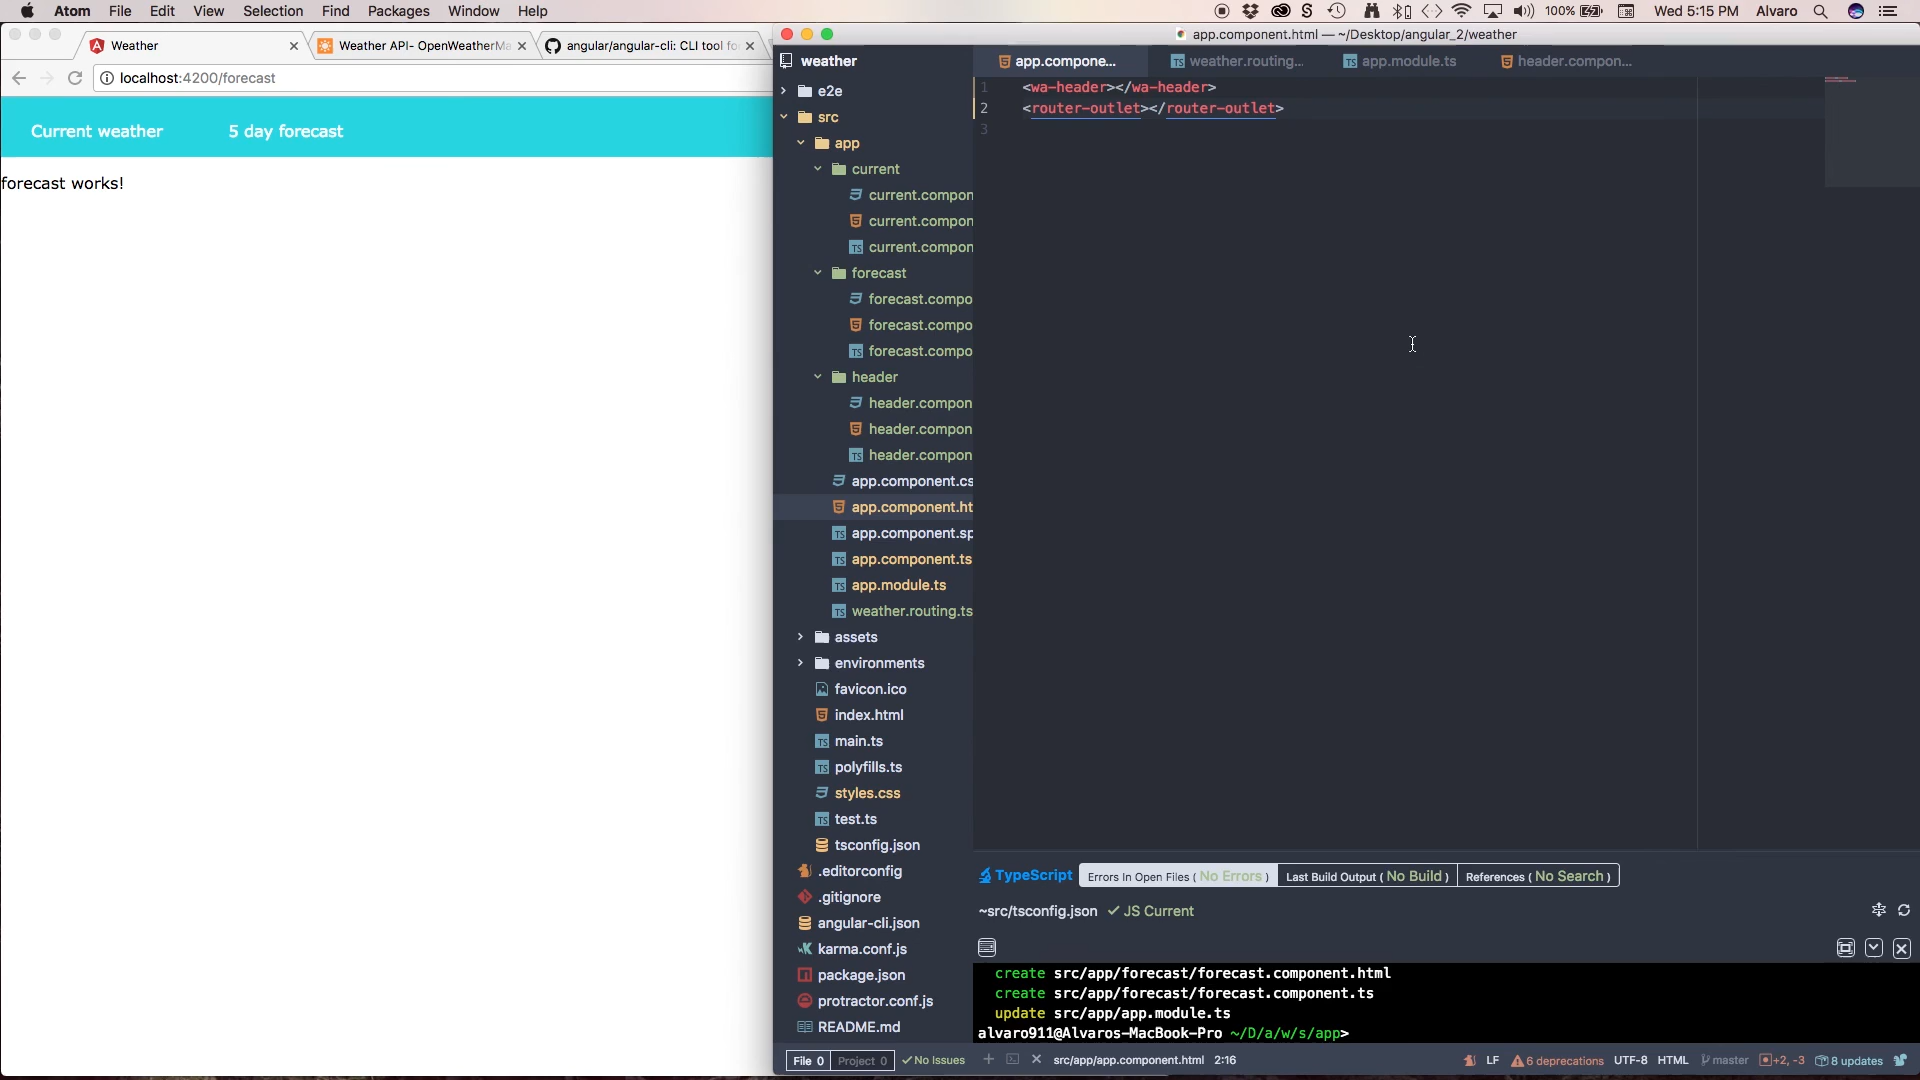 Atom File Edit View Selection Find Packages Window Help
100% Wed 5:15 PM Alvaro
Weather
Weather API- OpenWeatherMa
angular/angular-cli: CLI tool fo
localhost:4200/forecast
Current weather 5 day forecast
forecast works!
app.component.html — ~/Desktop/angular_2/weather
weather
e2e
src
app
current
current.compon
current.compon
current.compon
forecast
forecast.compo
forecast.compo
forecast.compo
header
header.compon
header.compon
header.compon
app.component.cs
app.component.ht
app.component.sp
app.component.ts
app.module.ts
weather.routing.ts
assets
environments
favicon.ico
index.html
main.ts
polyfills.ts
styles.css
test.ts
tsconfig.json
.editorconfig
.gitignore
angular-cli.json
karma.conf.js
package.json
protractor.conf.js
README.md
app.compone... weather.routing... app.module.ts header.compon...
1 <wa-header></wa-header>
2 <router-outlet></router-outlet>
3
TypeScript Errors In Open Files ( No Errors ) Last Build Output ( No Build ) References ( No Search )
~src/tsconfig.json ✓ JS Current
create src/app/forecast/forecast.component.html
create src/app/forecast/forecast.component.ts
update src/app/app.module.ts
alvaro911@Alvaros-MacBook-Pro ~/D/a/w/s/app>
File 0 Project 0 ✓ No Issues + × src/app/app.component.html 2:16 LF 6 deprecations UTF-8 HTML master +2, -3 8 updates